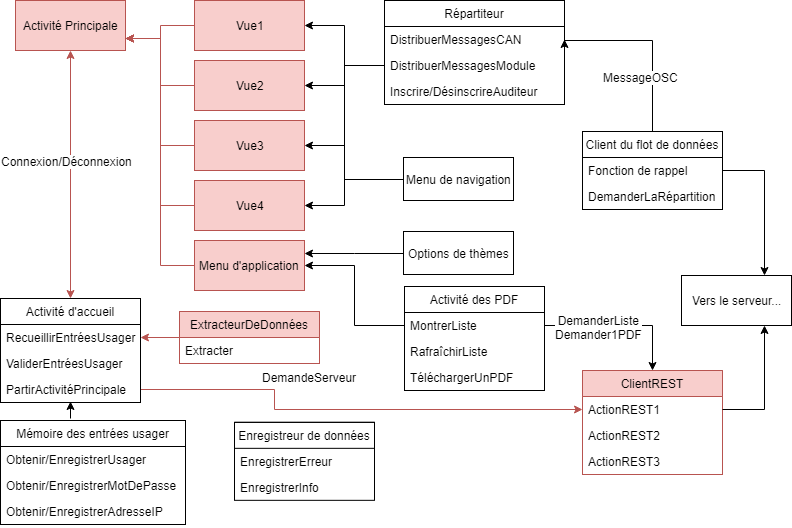 Activité Principale
Vue1
Vue2
Vue3
Vue4
Menu d'application
Répartiteur
DistribuerMessagesCAN
DistribuerMessagesModule
Inscrire/DésinscrireAuditeur
MessageOSC
Client du flot de données
Fonction de rappel
DemanderLaRépartition
Connexion/Déconnexion
Menu de navigation
Options de thèmes
Vers le serveur...
Activité d'accueil
RecueillirEntréesUsager
ValiderEntréesUsager
PartirActivitéPrincipale
ExtracteurDeDonnées
Extracter
Activité des PDF
MontrerListe
RafraîchirListe
TéléchargerUnPDF
DemanderListe
Demander1PDF
DemandeServeur
ClientREST
ActionREST1
ActionREST2
ActionREST3
Mémoire des entrées usager
Obtenir/EnregistrerUsager
Obtenir/EnregistrerMotDePasse
Obtenir/EnregistrerAdresseIP
Enregistreur de données
EnregistrerErreur
EnregistrerInfo